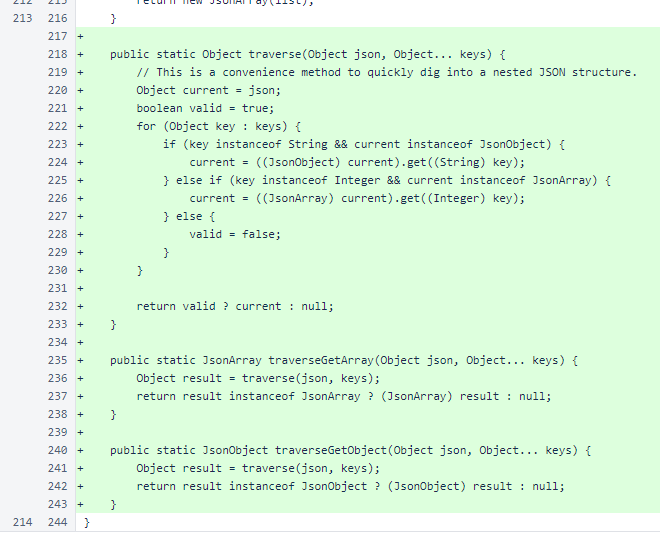 213 216 }
217 +
218 + public static Object traverse(Object json, Object... keys) {
219 + // This is a convenience method to quickly dig into a nested JSON structure.
220 + Object current = json;
221 + boolean valid = true;
222 + for (Object key : keys) {
223 + if (key instanceof String && current instanceof JsonObject) {
224 + current = ((JsonObject) current).get((String) key);
225 + } else if (key instanceof Integer && current instanceof JsonArray) {
226 + current = ((JsonArray) current).get((Integer) key);
227 + } else {
228 + valid = false;
229 + }
230 + }
231 +
232 + return valid ? current : null;
233 + }
234 +
235 + public static JsonArray traverseGetArray(Object json, Object... keys) {
236 + Object result = traverse(json, keys);
237 + return result instanceof JsonArray ? (JsonArray) result : null;
238 + }
239 +
240 + public static JsonObject traverseGetObject(Object json, Object... keys) {
241 + Object result = traverse(json, keys);
242 + return result instanceof JsonObject ? (JsonObject) result : null;
243 + }
214 244 }